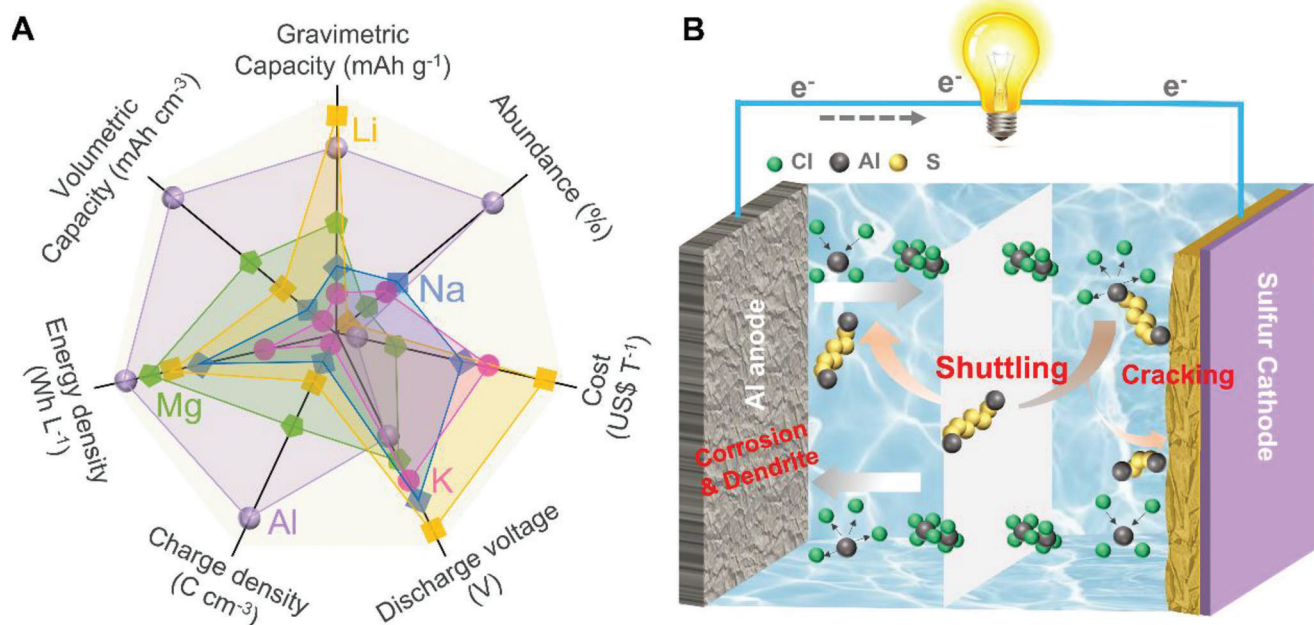 A
Gravimetric
Capacity (mAh g⁻¹)
Abundance (%)
Cost
(US$ T⁻¹)
Discharge voltage
(V)
Charge density
(C cm⁻³)
Energy density
(Wh L⁻¹)
Volumetric
Capacity (mAh cm⁻³)
Li
Na
Mg
K
Al
B
e⁻
e⁻
e⁻
Cl
Al
S
Al anode
Corrosion
& Dendrite
Shuttling
Cracking
Sulfur Cathode